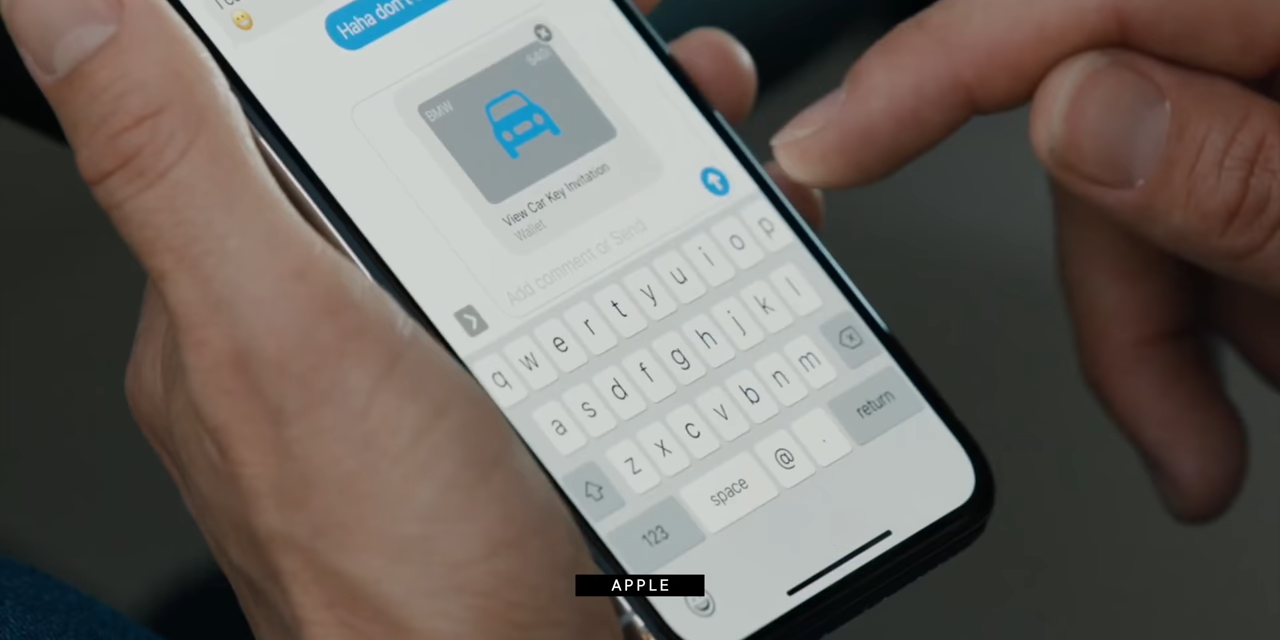 Haha don't
BMW
View Car Key Invitation
Wallet
Add comment or Send
q w e r t y u i o p
a s d f g h j k l
z x c v b n m
123 space @ . return
APPLE